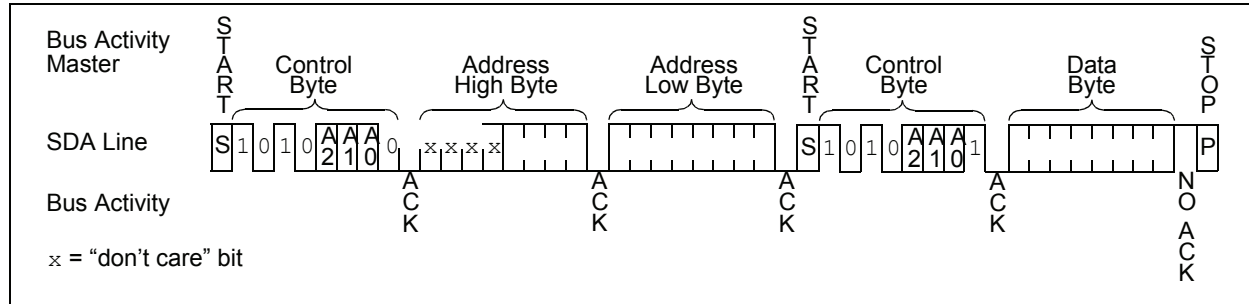 Bus Activity
Master
START
Control
Byte
Address
High Byte
Address
Low Byte
START
Control
Byte
Data
Byte
STOP
SDA Line
S 1 0 1 0 A2 A1 A0 0 x x x x S 1 0 1 0 A2 A1 A0 1 P
Bus Activity
ACK
ACK
ACK
ACK
NO ACK
x = “don’t care” bit